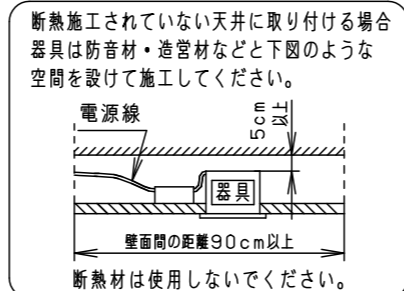 断熱施工されていない天井に取り付ける場合
器具は防音材・造営材などと下図のような
空間を設けて施工してください。
電源線
5cm
以上
器具
壁面間の距離90cm以上
断熱材は使用しないでください。